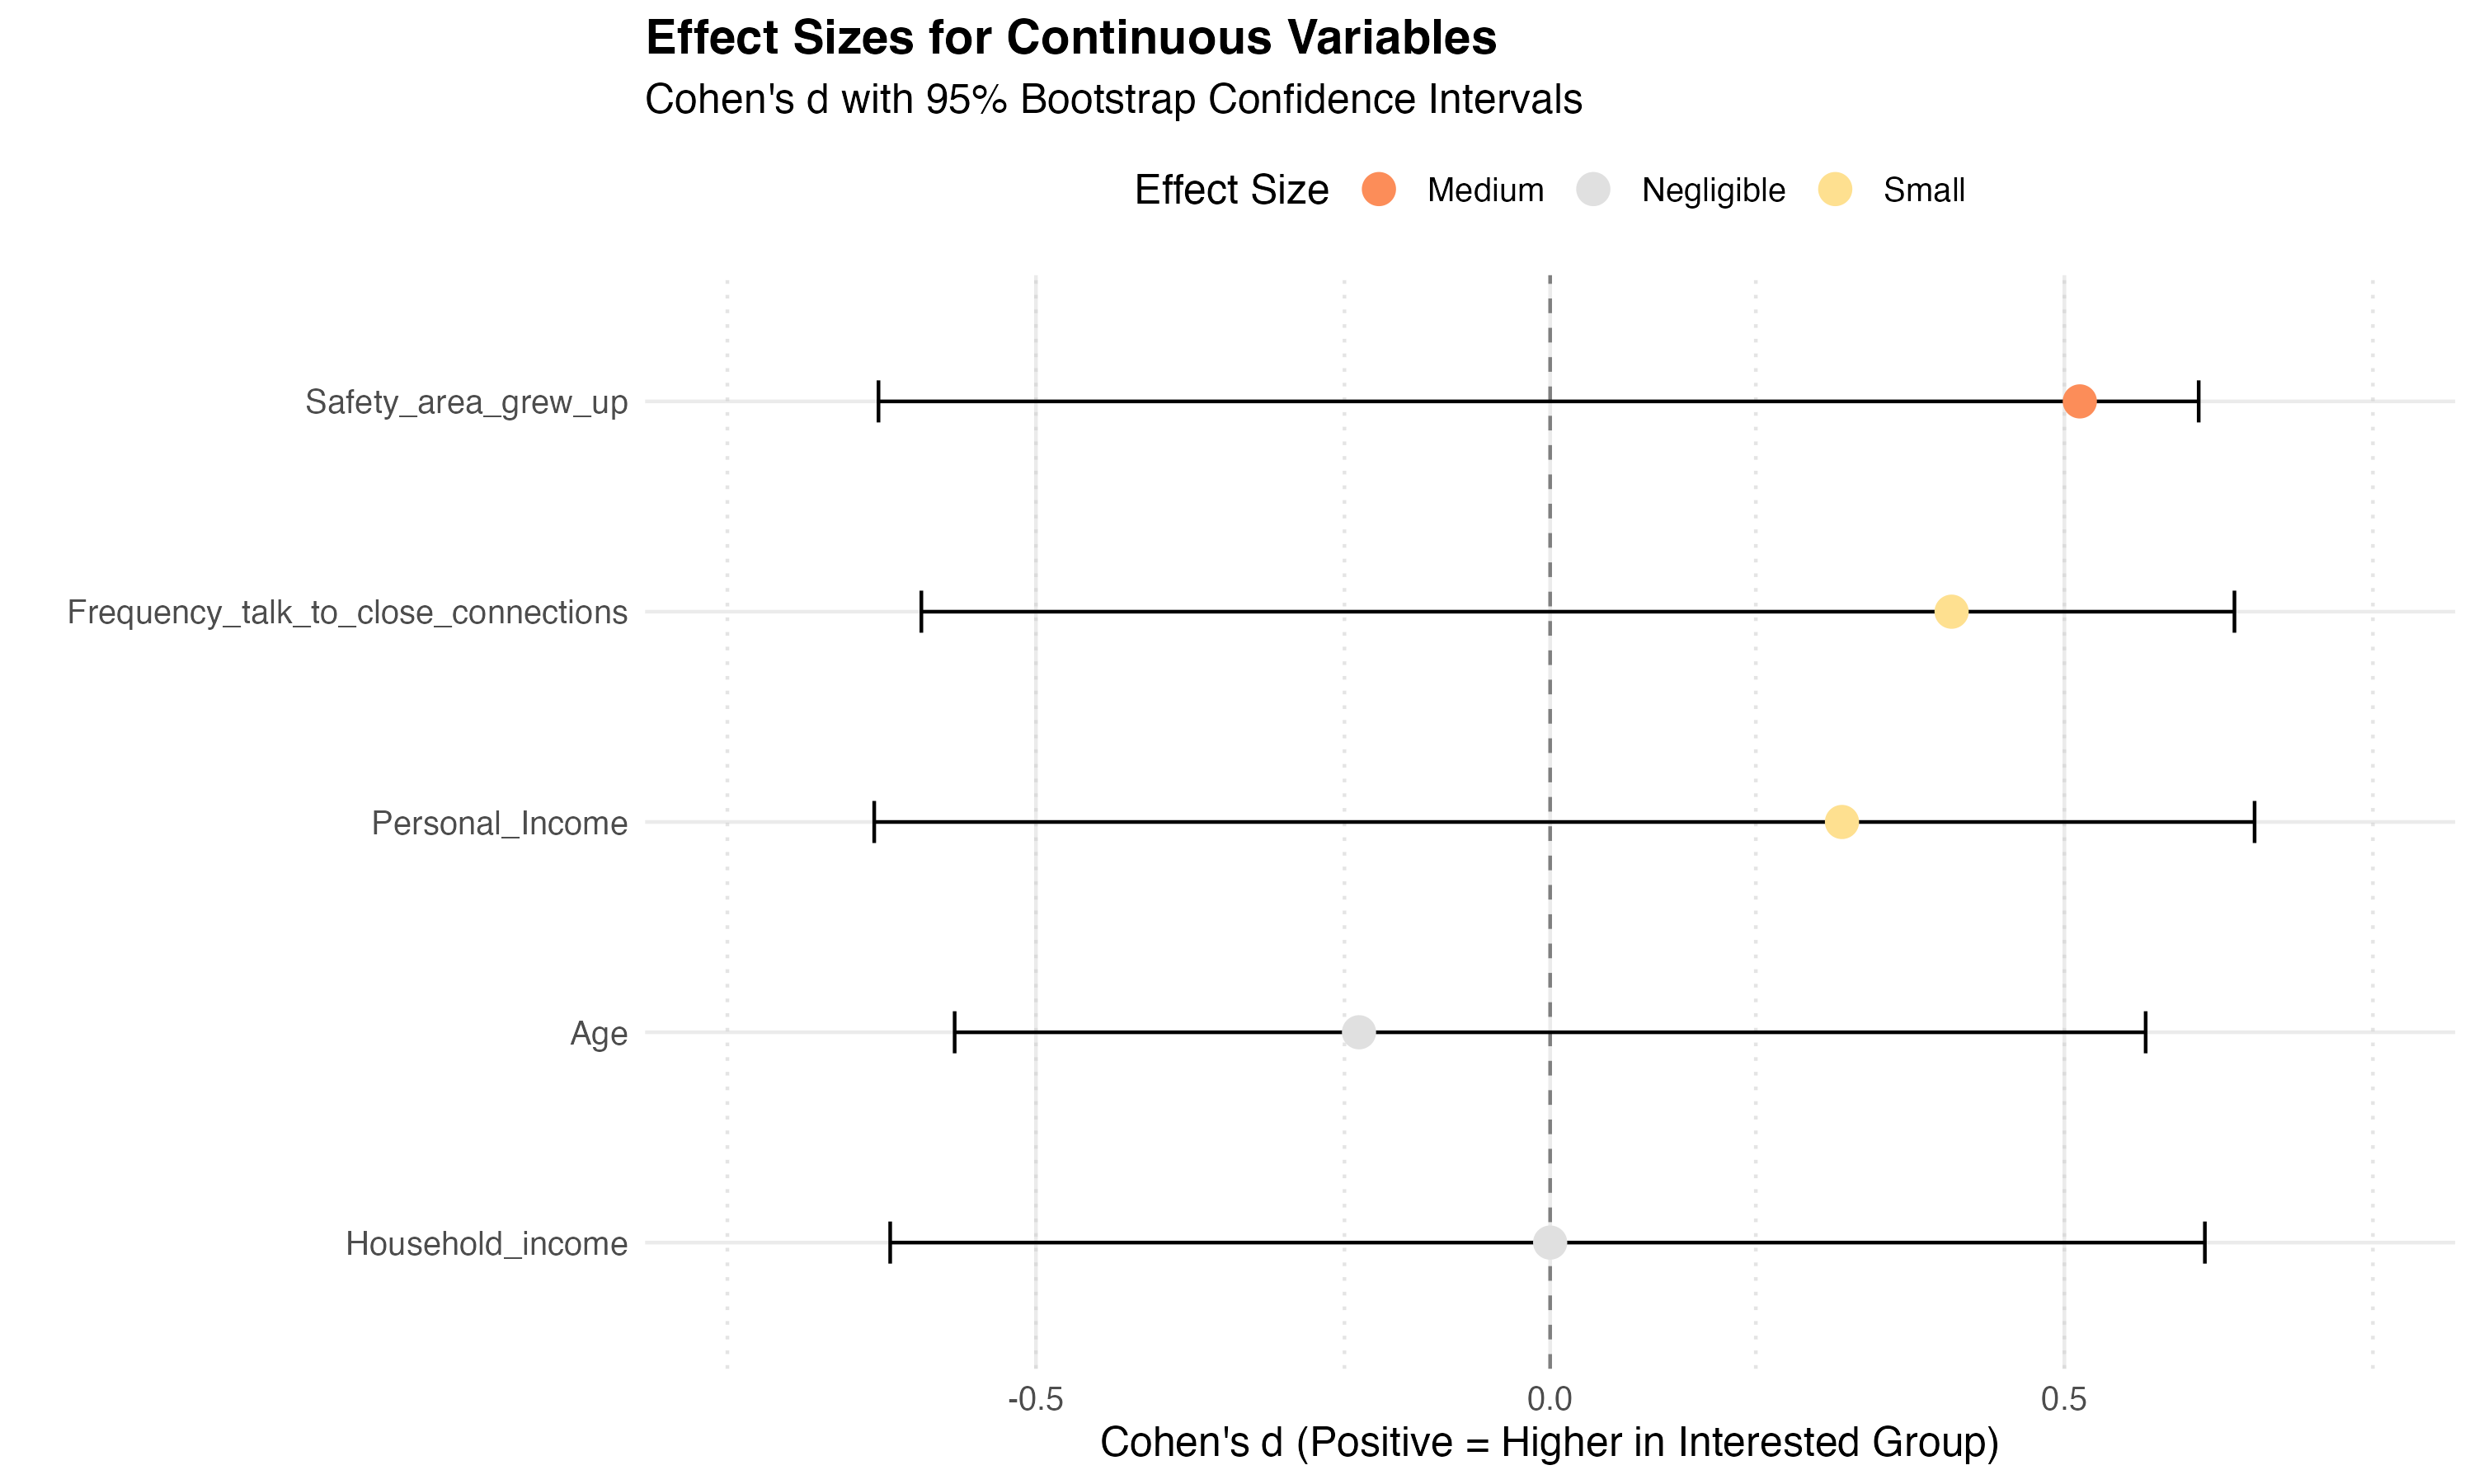 Effect Sizes for Continuous Variables
Cohen's d with 95% Bootstrap Confidence Intervals
Effect Size Medium Negligible Small
Safety_area_grew_up
Frequency_talk_to_close_connections
Personal_Income
Age
Household_income
-0.5 0.0 0.5
Cohen's d (Positive = Higher in Interested Group)